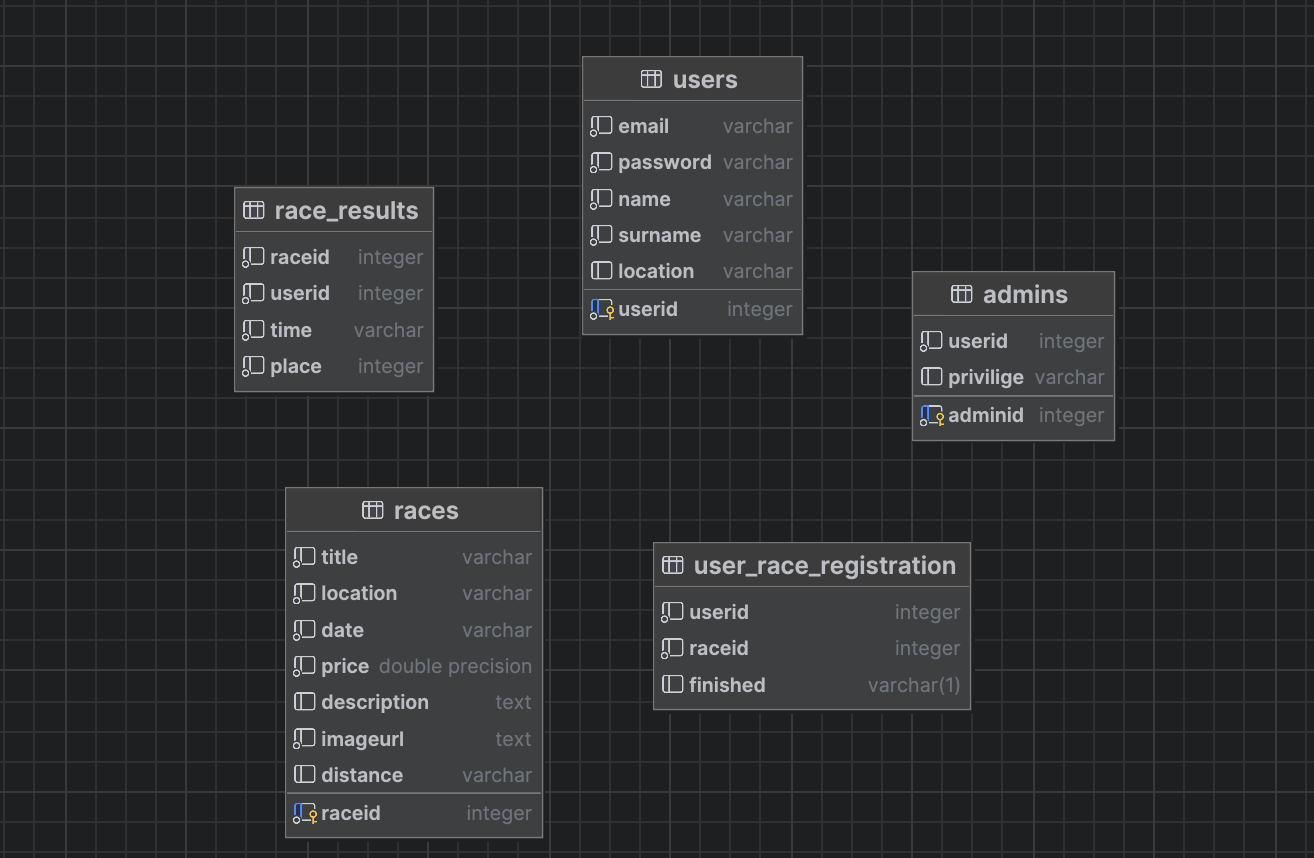 users
email varchar
password varchar
name varchar
surname varchar
location varchar
userid integer
race_results
raceid integer
userid integer
time varchar
place integer
admins
userid integer
privilige varchar
adminid integer
races
title varchar
location varchar
date varchar
price double precision
description text
imageurl text
distance varchar
raceid integer
user_race_registration
userid integer
raceid integer
finished varchar(1)